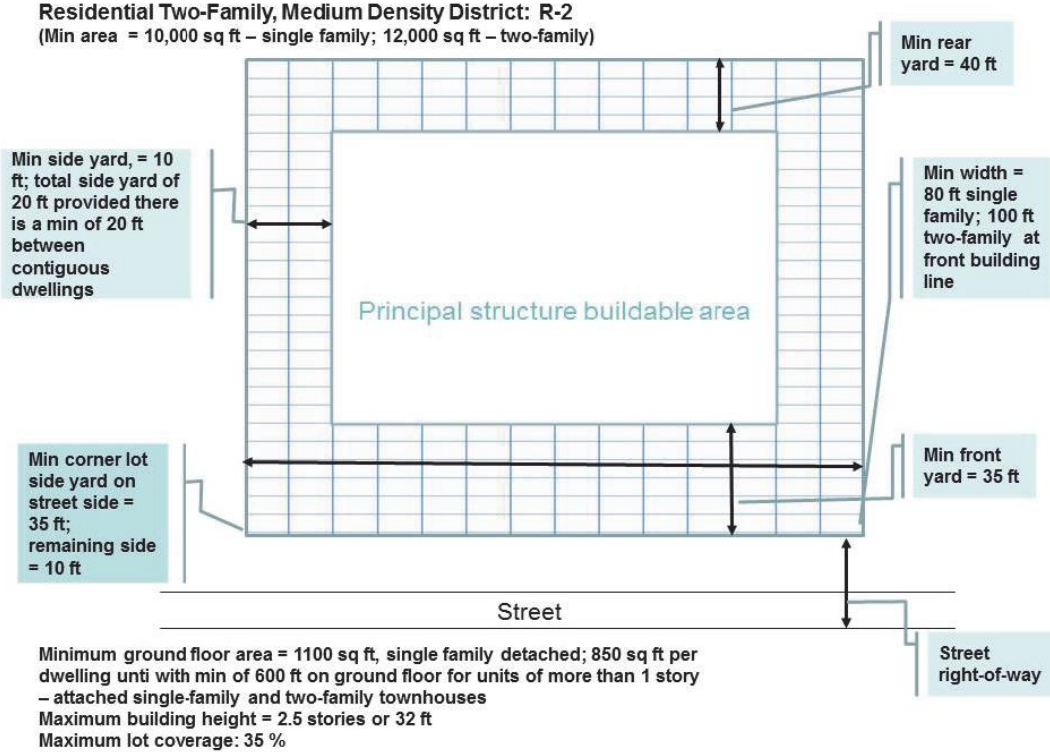 Residential Two-Family, Medium Density District: R-2
(Min area = 10,000 sq ft – single family; 12,000 sq ft – two-family)
Min rear
yard = 40 ft
Min side yard, = 10
ft; total side yard of
20 ft provided there
is a min of 20 ft
between
contiguous
dwellings
Min width =
80 ft single
family; 100 ft
two-family at
front building
line
Principal structure buildable area
Min corner lot
side yard on
street side =
35 ft;
remaining side
= 10 ft
Min front
yard = 35 ft
Street
Street
right-of-way
Minimum ground floor area = 1100 sq ft, single family detached; 850 sq ft per
dwelling unti with min of 600 ft on ground floor for units of more than 1 story
– attached single-family and two-family townhouses
Maximum building height = 2.5 stories or 32 ft
Maximum lot coverage: 35 %